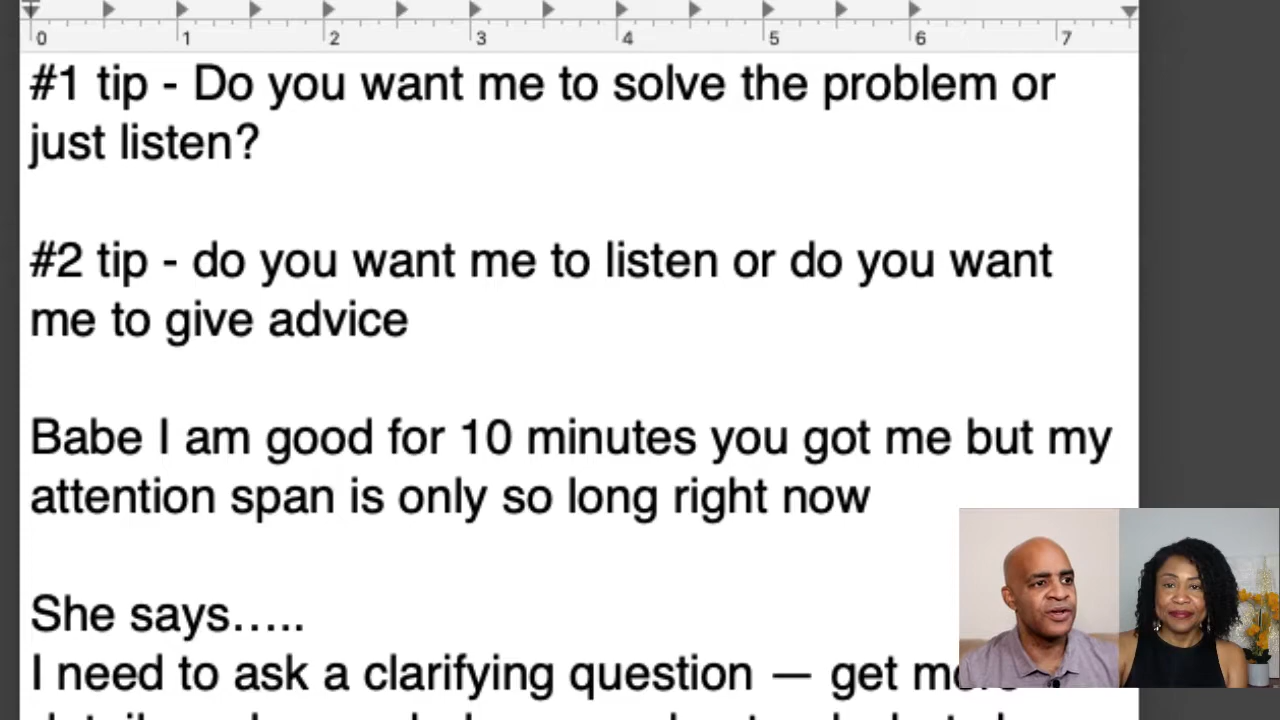 0 1 2 3 4 5 6 7
#1 tip - Do you want me to solve the problem or
just listen?
#2 tip - do you want me to listen or do you want
me to give advice
Babe I am good for 10 minutes you got me but my
attention span is only so long right now
She says…..
I need to ask a clarifying question — get more